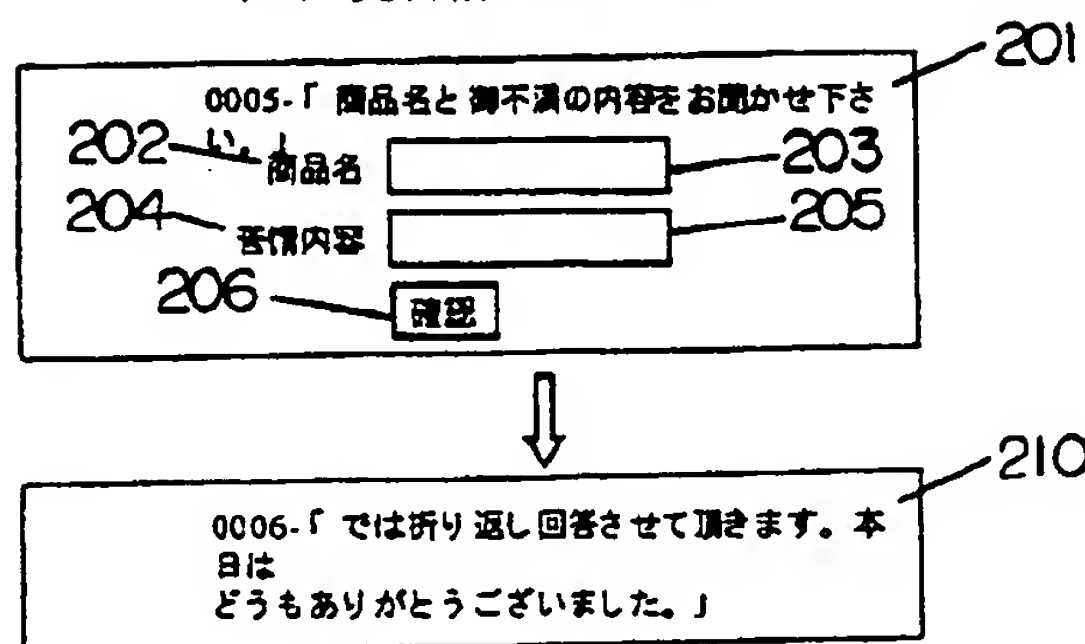 201
0005-「 商品名と御不満の内容をお聞かせ下さ
い。」
202
商品名
203
204
苦情内容
205
206
確認
210
0006-「 では折り返し回答させて頂きます。本
日は
どうもありがとうございました。」